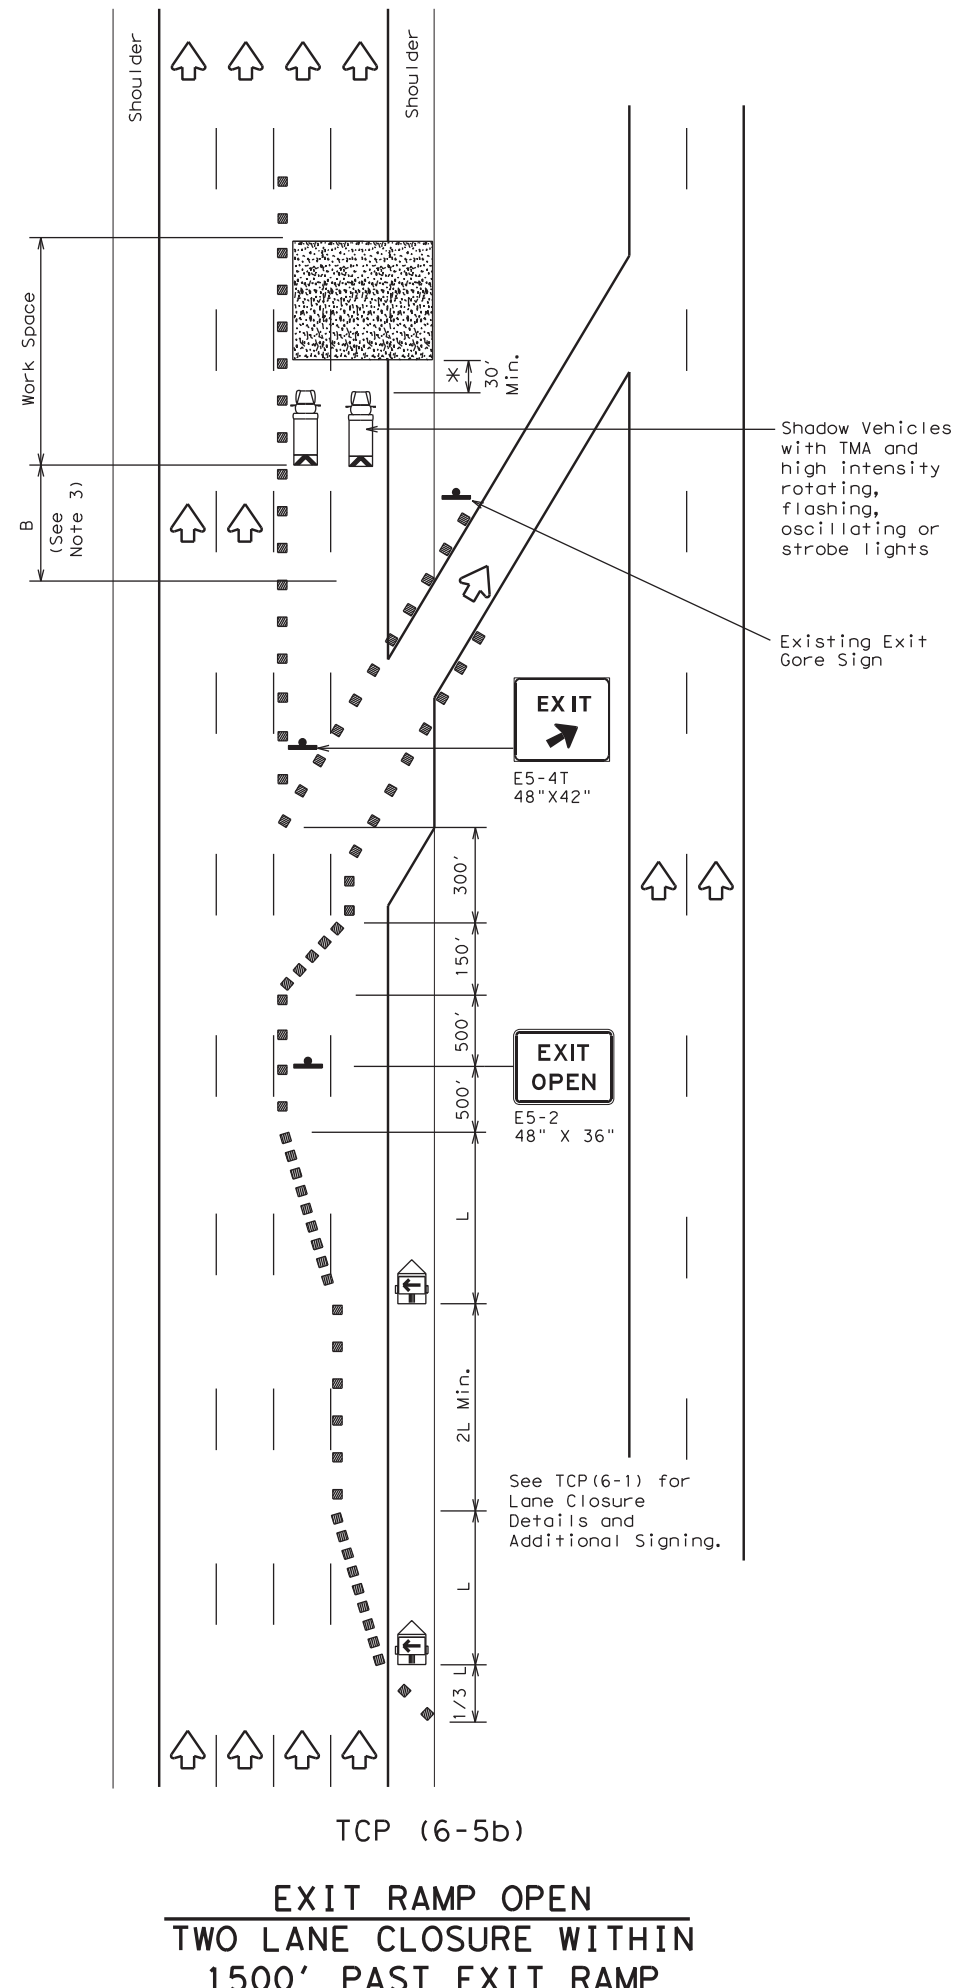 Shoulder
Shoulder
Work Space
*
30'
Min.
Shadow Vehicles
with TMA and
high intensity
rotating,
flashing,
oscillating or
strobe lights
B
(See
Note 3)
Existing Exit
Gore Sign
EXIT
E5-4T
48"X42"
300'
150'
500'
EXIT
OPEN
500'
E5-2
48" X 36"
L
2L Min.
See TCP(6-1) for
Lane Closure
Details and
Additional Signing.
L
1/3 L
TCP (6-5b)
EXIT RAMP OPEN
TWO LANE CLOSURE WITHIN
1500' PAST EXIT RAMP